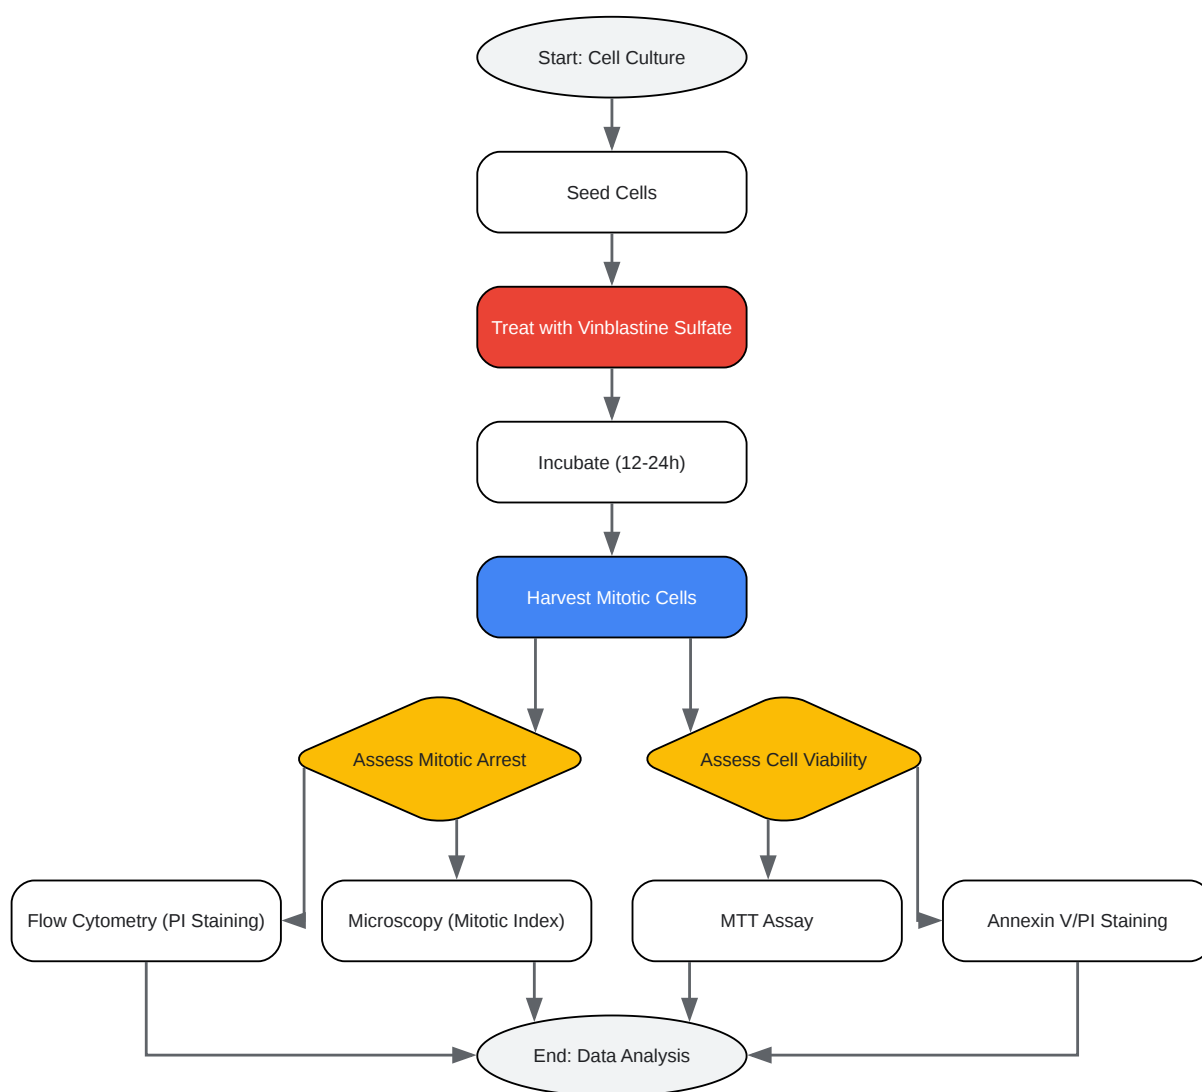 Start: Cell Culture
Seed Cells
Treat with Vinblastine Sulfate
Incubate (12-24h)
Harvest Mitotic Cells
Assess Mitotic Arrest
Assess Cell Viability
Flow Cytometry (PI Staining)
Microscopy (Mitotic Index)
MTT Assay
Annexin V/PI Staining
End: Data Analysis